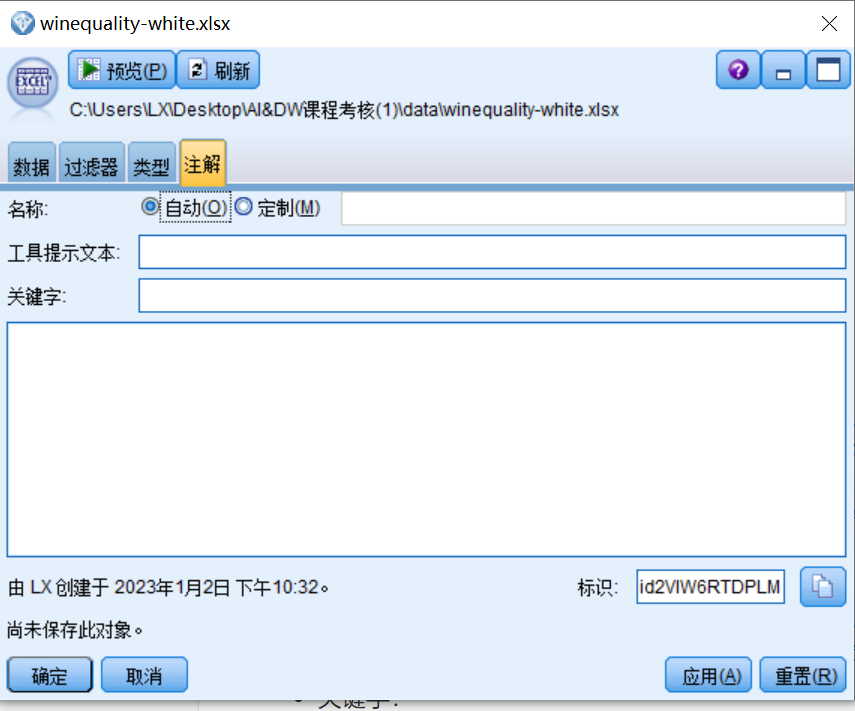 winequality-white.xlsx
EXCEL 预览(P) 刷新
C:\Users\LX\Desktop\AI&DW课程考核(1)\data\winequality-white.xlsx
数据 过滤器 类型 注解
名称: 自动(O) 定制(M)
工具提示文本:
关键字:
由 LX 创建于 2023年1月2日 下午10:32。 标识: id2VIW6RTDPLM
尚未保存此对象。
确定 取消 应用(A) 重置(R)